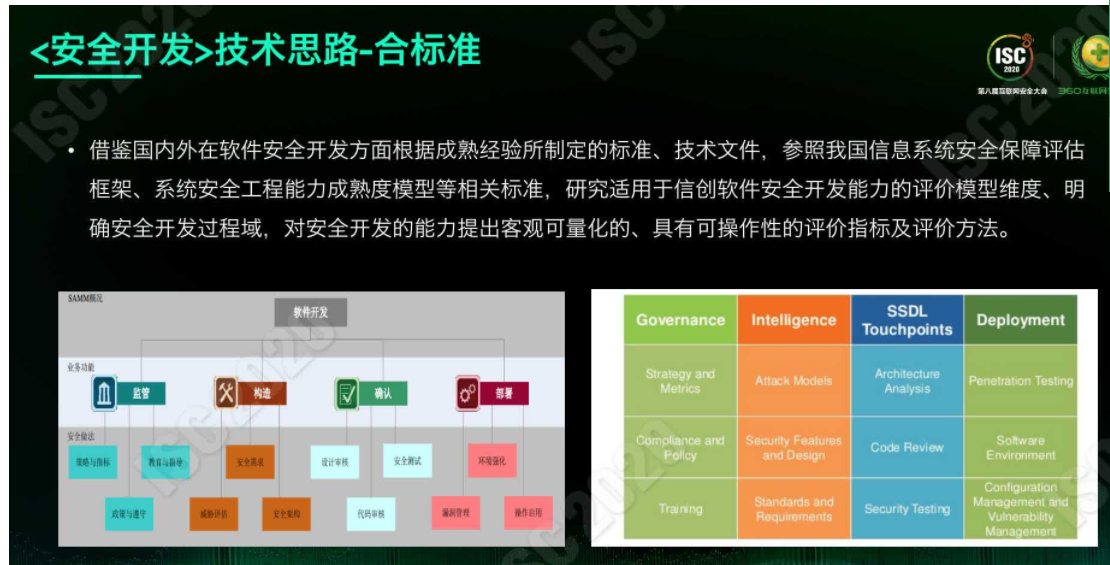 <安全开发>技术思路-合标准
ISC
2020
第八届互联网安全大会
360互联网
• 借鉴国内外在软件安全开发方面根据成熟经验所制定的标准、技术文件，参照我国信息系统安全保障评估
框架、系统安全工程能力成熟度模型等相关标准，研究适用于信创软件安全开发能力的评价模型维度、明
确安全开发过程域，对安全开发的能力提出客观可量化的、具有可操作性的评价指标及评价方法。
SAMM概况
软件开发
业务功能
监管
构造
确认
部署
安全做法
策略与指标
教育与指导
安全需求
设计审核
安全测试
环境强化
政策与遵守
威胁评估
安全架构
代码审核
漏洞管理
操作启用
Governance
Intelligence
SSDL
Touchpoints
Deployment
Strategy and
Metrics
Attack Models
Architecture
Analysis
Penetration Testing
Compliance and
Policy
Security Features
and Design
Code Review
Software
Environment
Training
Standards and
Requirements
Security Testing
Configuration
Management and
Vulnerability
Management
ISC2020
ISC2020
ISC2020
ISC2020
ISC2020